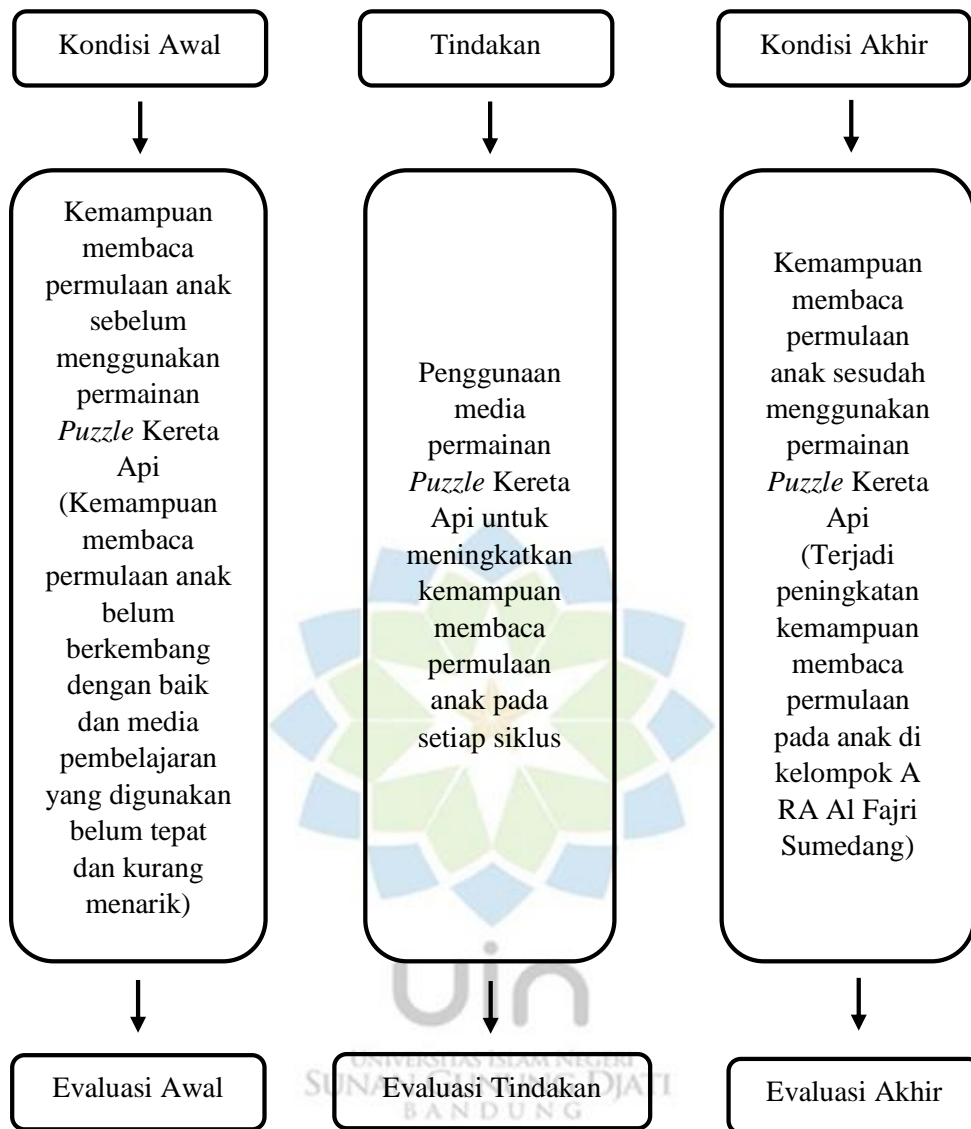 Kondisi Awal
Tindakan
Kondisi Akhir
Kemampuan
membaca
permulaan anak
sebelum
menggunakan
permainan
Puzzle Kereta
Api
(Kemampuan
membaca
permulaan anak
belum
berkembang
dengan baik
dan media
pembelajaran
yang digunakan
belum tepat
dan kurang
menarik)
Penggunaan
media
permainan
Puzzle Kereta
Api untuk
meningkatkan
kemampuan
membaca
permulaan
anak pada
setiap siklus
Kemampuan
membaca
permulaan
anak sesudah
menggunakan
permainan
Puzzle Kereta
Api
(Terjadi
peningkatan
kemampuan
membaca
permulaan
pada anak di
kelompok A
RA Al Fajri
Sumedang)
uin
UNIVERSITAS ISLAM NEGERI
SUNAN GUNUNG DJATI
BANDUNG
Evaluasi Awal
Evaluasi Tindakan
Evaluasi Akhir